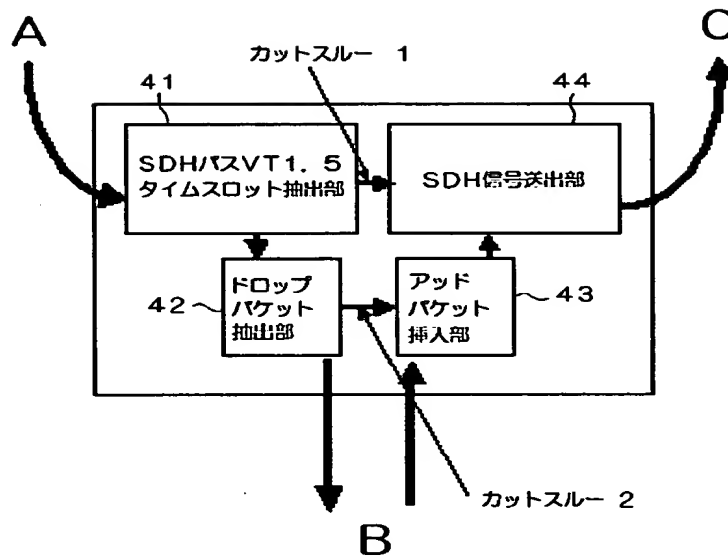 A
C
カットスルー 1
41
44
SDHパスVT1. 5
タイムスロット抽出部
SDH信号送出部
42
ドロップ
パケット
抽出部
アッド
パケット
挿入部
43
カットスルー 2
B